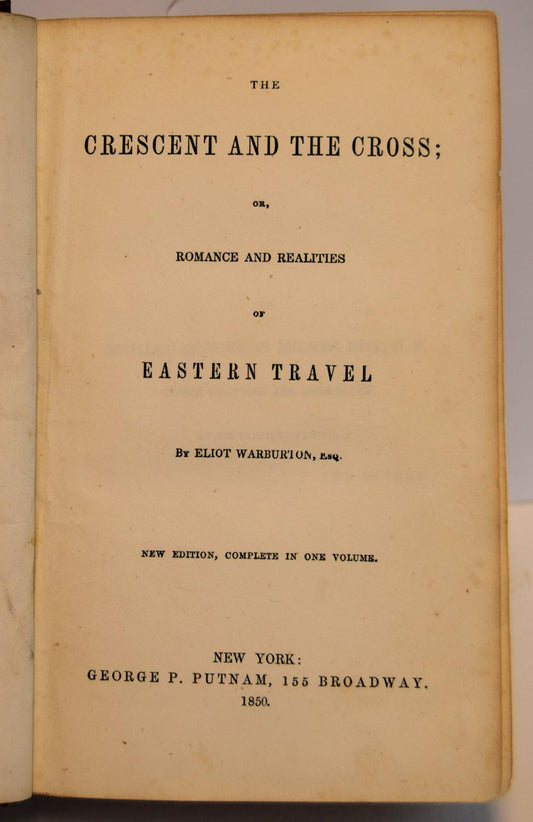 THE
CRESCENT AND THE CROSS;
OR,
ROMANCE AND REALITIES
OF
EASTERN TRAVEL
BY ELIOT WARBURTON, ESQ.
NEW EDITION, COMPLETE IN ONE VOLUME.
NEW YORK:
GEORGE P. PUTNAM, 155 BROADWAY.
1850.